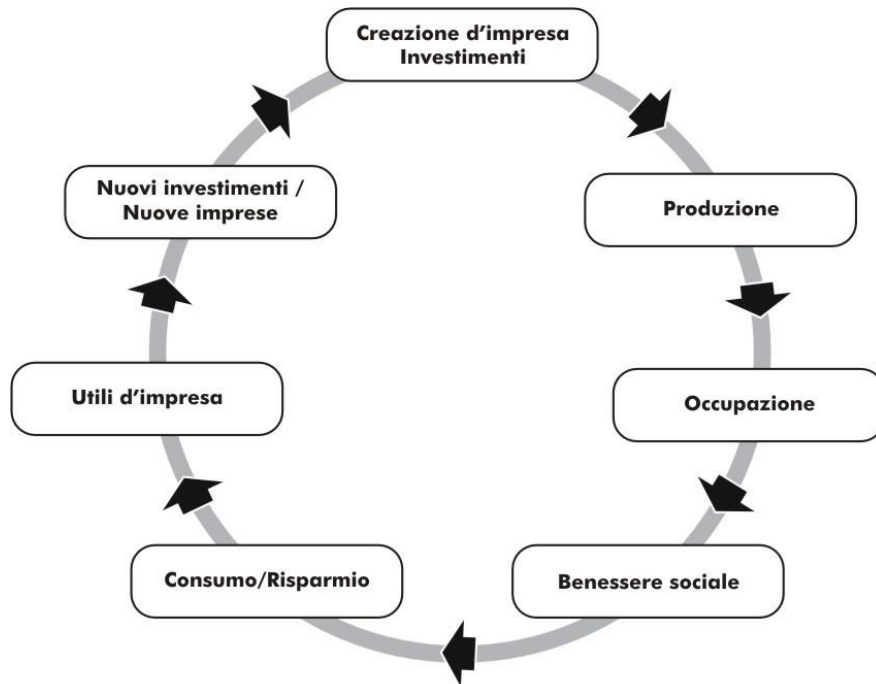 Creazione d'impresa
Investimenti
Produzione
Occupazione
Benessere sociale
Consumo/Risparmio
Utili d'impresa
Nuovi investimenti /
Nuove imprese